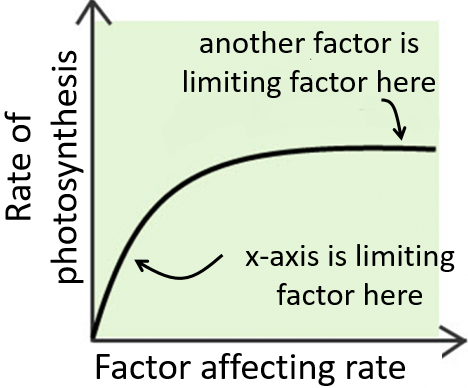 another factor is
limiting factor here
Rate of
photosynthesis
x-axis is limiting
factor here
Factor affecting rate